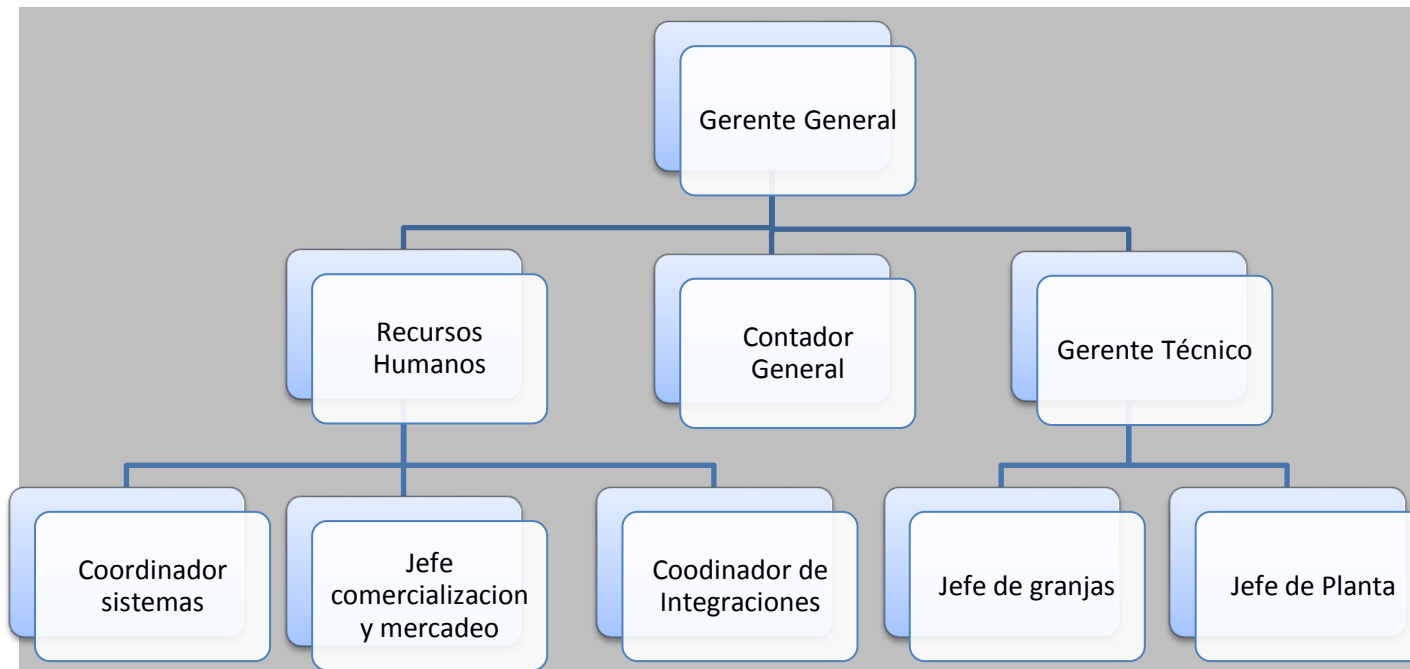 Gerente General
Recursos
Humanos
Contador
General
Gerente Técnico
Coordinador
sistemas
Jefe
comercializacion
y mercadeo
Coodinador de
Integraciones
Jefe de granjas
Jefe de Planta